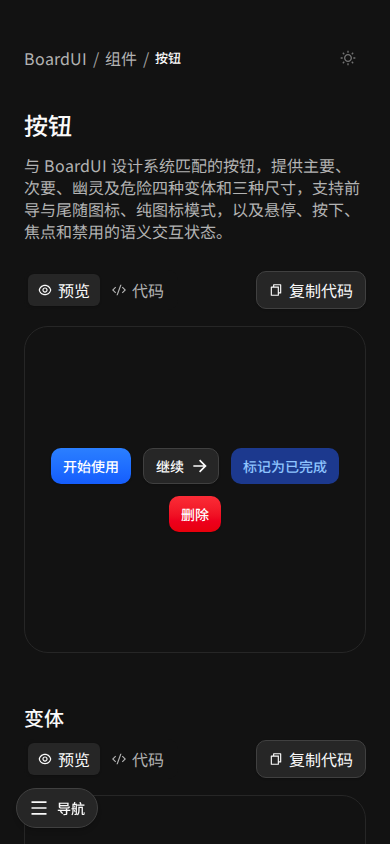 BoardUI / 组件 / 按钮
按钮
与 BoardUI 设计系统匹配的按钮，提供主要、
次要、幽灵及危险四种变体和三种尺寸，支持前
导与尾随图标、纯图标模式，以及悬停、按下、
焦点和禁用的语义交互状态。
预览 代码 复制代码
开始使用 继续 标记为已完成
删除
变体
预览 代码 复制代码
导航